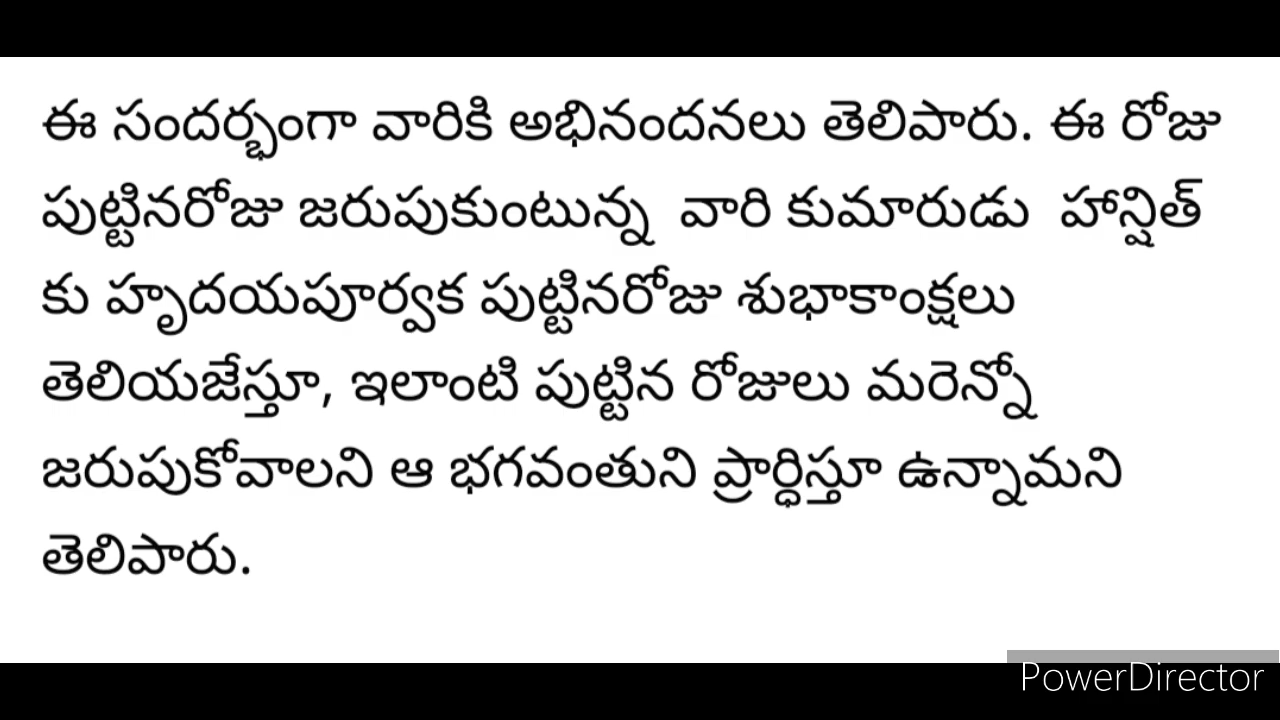 ఈ సందర్భంగా వారికి అభినందనలు తెలిపారు. ఈ రోజు
పుట్టినరోజు జరుపుకుంటున్న  వారి కుమారుడు  హాన్షిత్
కు హృదయపూర్వక పుట్టినరోజు శుభాకాంక్షలు
తెలియజేస్తూ, ఇలాంటి పుట్టిన రోజులు మరెన్నో
జరుపుకోవాలని ఆ భగవంతుని ప్రార్ధిస్తూ ఉన్నామని
తెలిపారు.
PowerDirector